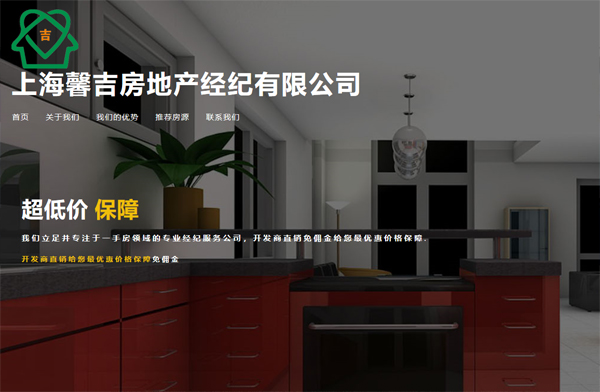 吉
上海馨吉房地产经纪有限公司
首页 关于我们 我们的优势 推荐房源 联系我们
超低价 保障
我们立足并专注于一手房领域的专业经纪服务公司，开发商直销免佣金给您最优惠价格保障.
开发商直销给您最优惠价格保障免佣金